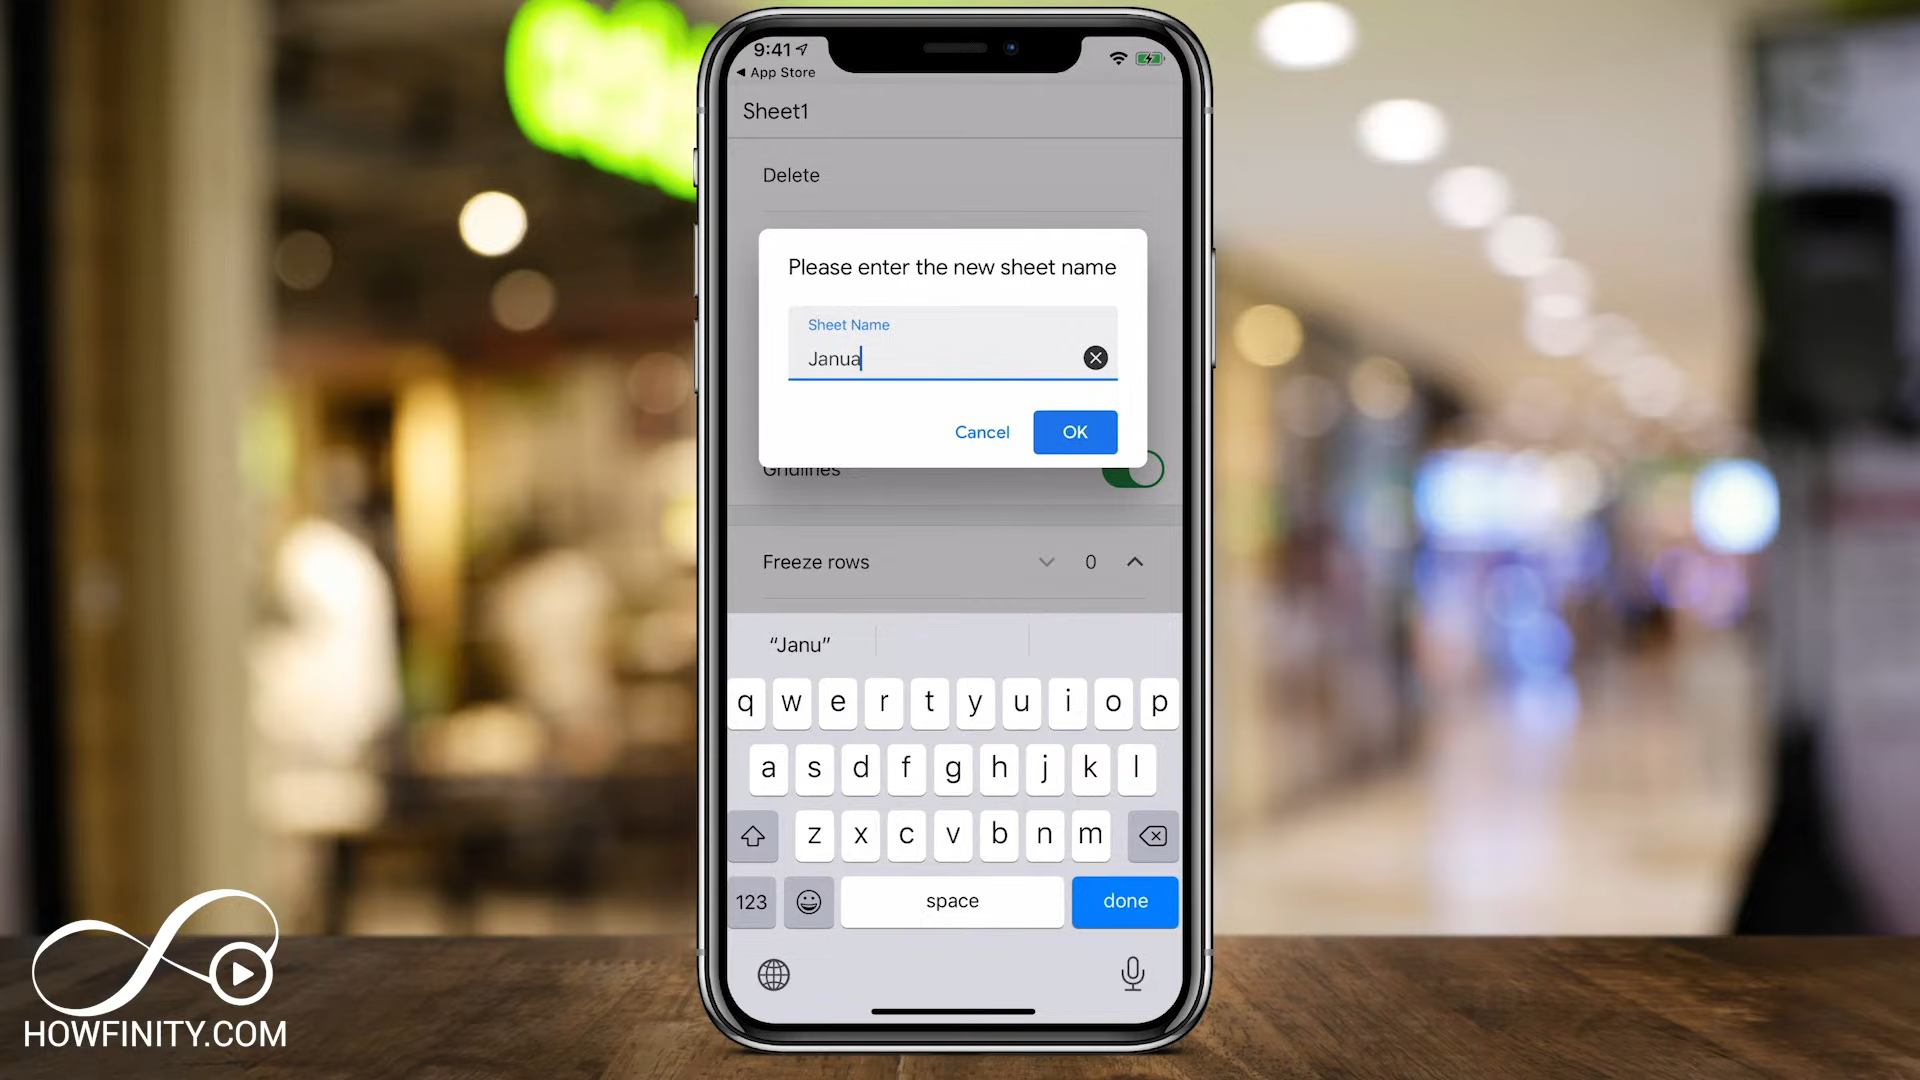 9:41
App Store
Sheet1
Delete
Please enter the new sheet name
Sheet Name
Janua
Cancel OK
Gridlines
Freeze rows 0
“Janu”
q w e r t y u i o p
a s d f g h j k l
z x c v b n m
123 space done
HOWFINITY.COM